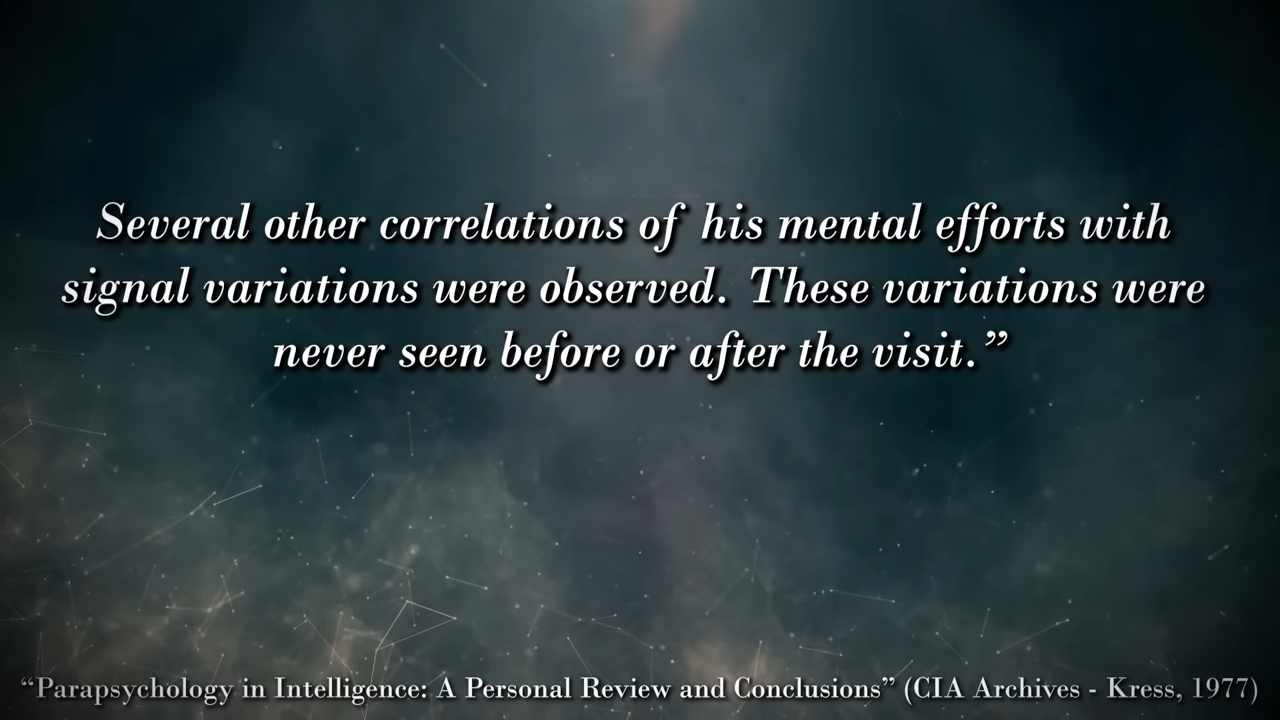 Several other correlations of his mental efforts with
signal variations were observed. These variations were
never seen before or after the visit.”
“Parapsychology in Intelligence: A Personal Review and Conclusions” (CIA Archives - Kress, 1977)